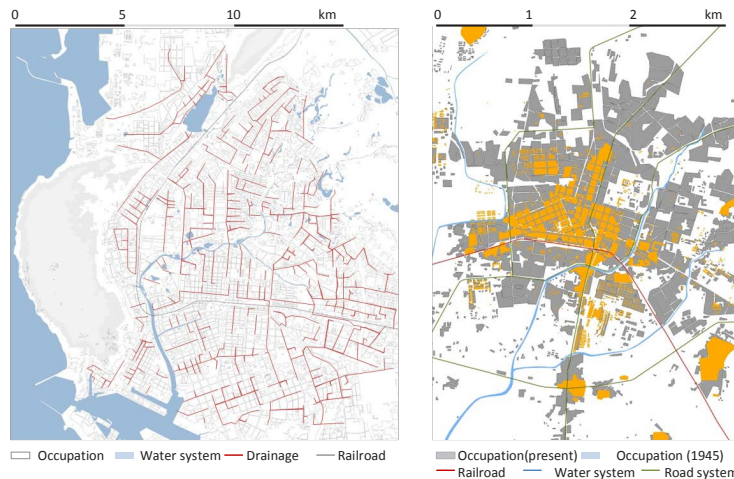 0 5 10 km
0 1 2 km
Occupation Water system Drainage Railroad
Occupation(present) Occupation (1945)
Railroad Water system Road system